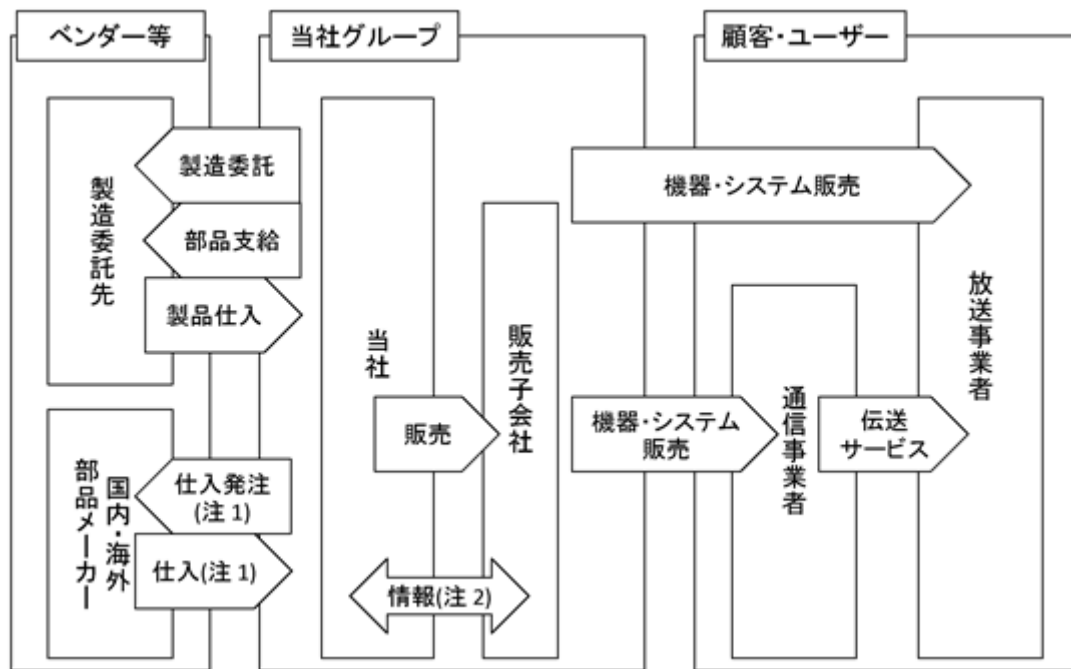 ベンダー等
当社グループ
顧客・ユーザー
製造委託先
製造委託
部品支給
製品仕入
国内・海外
部品メーカー
仕入発注
(注 1)
仕入(注 1)
当社
販売
販売子会社
情報(注 2)
機器・システム販売
機器・システム
販売
通信事業者
伝送
サービス
放送事業者